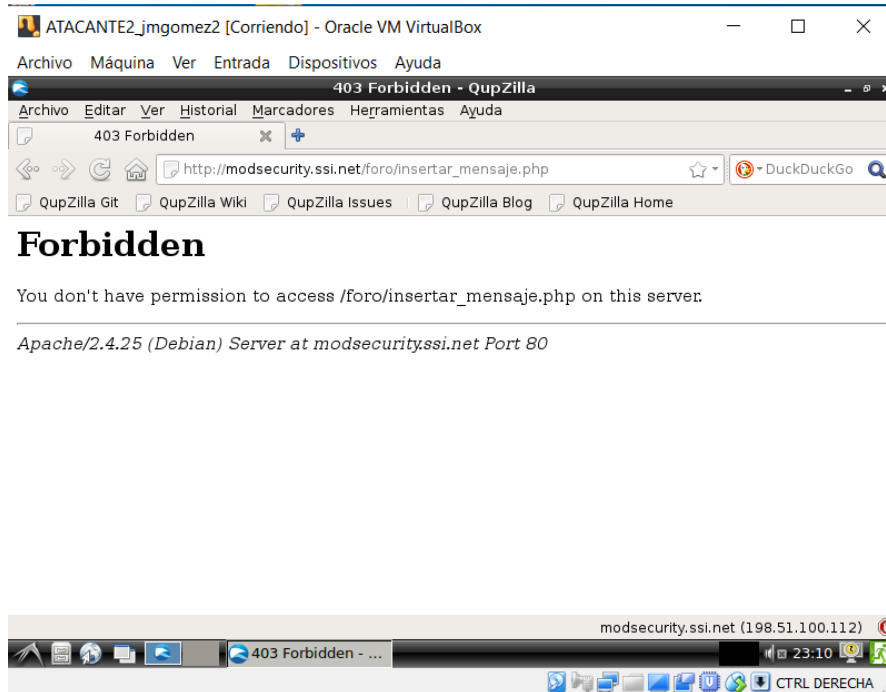 ATACANTE2_jmgomez2 [Corriendo] - Oracle VM VirtualBox
Archivo Máquina Ver Entrada Dispositivos Ayuda
403 Forbidden - QupZilla
Archivo Editar Ver Historial Marcadores Herramientas Ayuda
403 Forbidden
http://modsecurity.ssi.net/foro/insertar_mensaje.php DuckDuckGo
QupZilla Git QupZilla Wiki QupZilla Issues QupZilla Blog QupZilla Home
Forbidden
You don't have permission to access /foro/insertar_mensaje.php on this server.
Apache/2.4.25 (Debian) Server at modsecurity.ssi.net Port 80
modsecurity.ssi.net (198.51.100.112)
403 Forbidden - ... 23:10
CTRL DERECHA